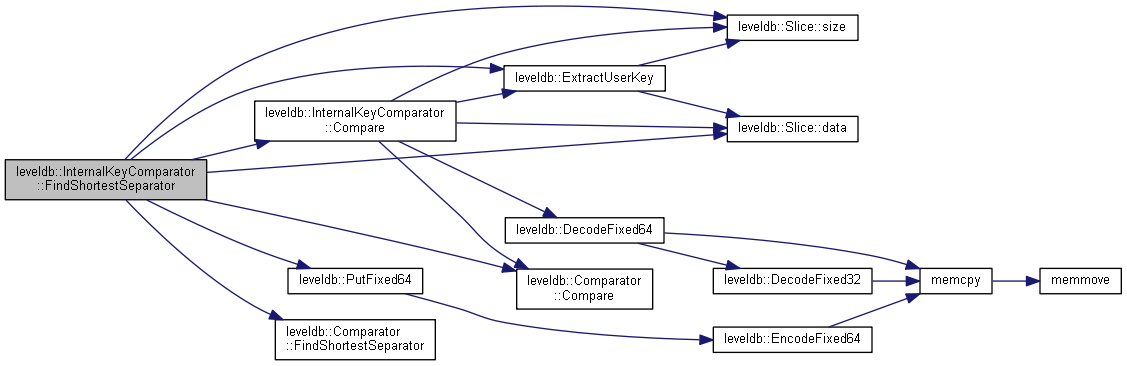 leveldb::Slice::size
leveldb::ExtractUserKey
leveldb::InternalKeyComparator
::Compare
leveldb::Slice::data
leveldb::InternalKeyComparator
::FindShortestSeparator
leveldb::DecodeFixed64
leveldb::PutFixed64
leveldb::Comparator
::Compare
leveldb::DecodeFixed32
memcpy
memmove
leveldb::Comparator
::FindShortestSeparator
leveldb::EncodeFixed64